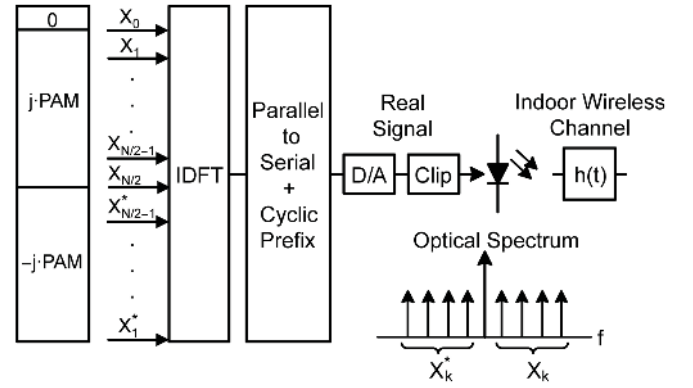 0
j·PAM
–j·PAM
X0
X1
XN/2−1
XN/2
X*N/2−1
X*1
IDFT
Parallel
to
Serial
+
Cyclic
Prefix
Real
Signal
D/A
Clip
Indoor Wireless
Channel
h(t)
Optical Spectrum
f
X*k
Xk